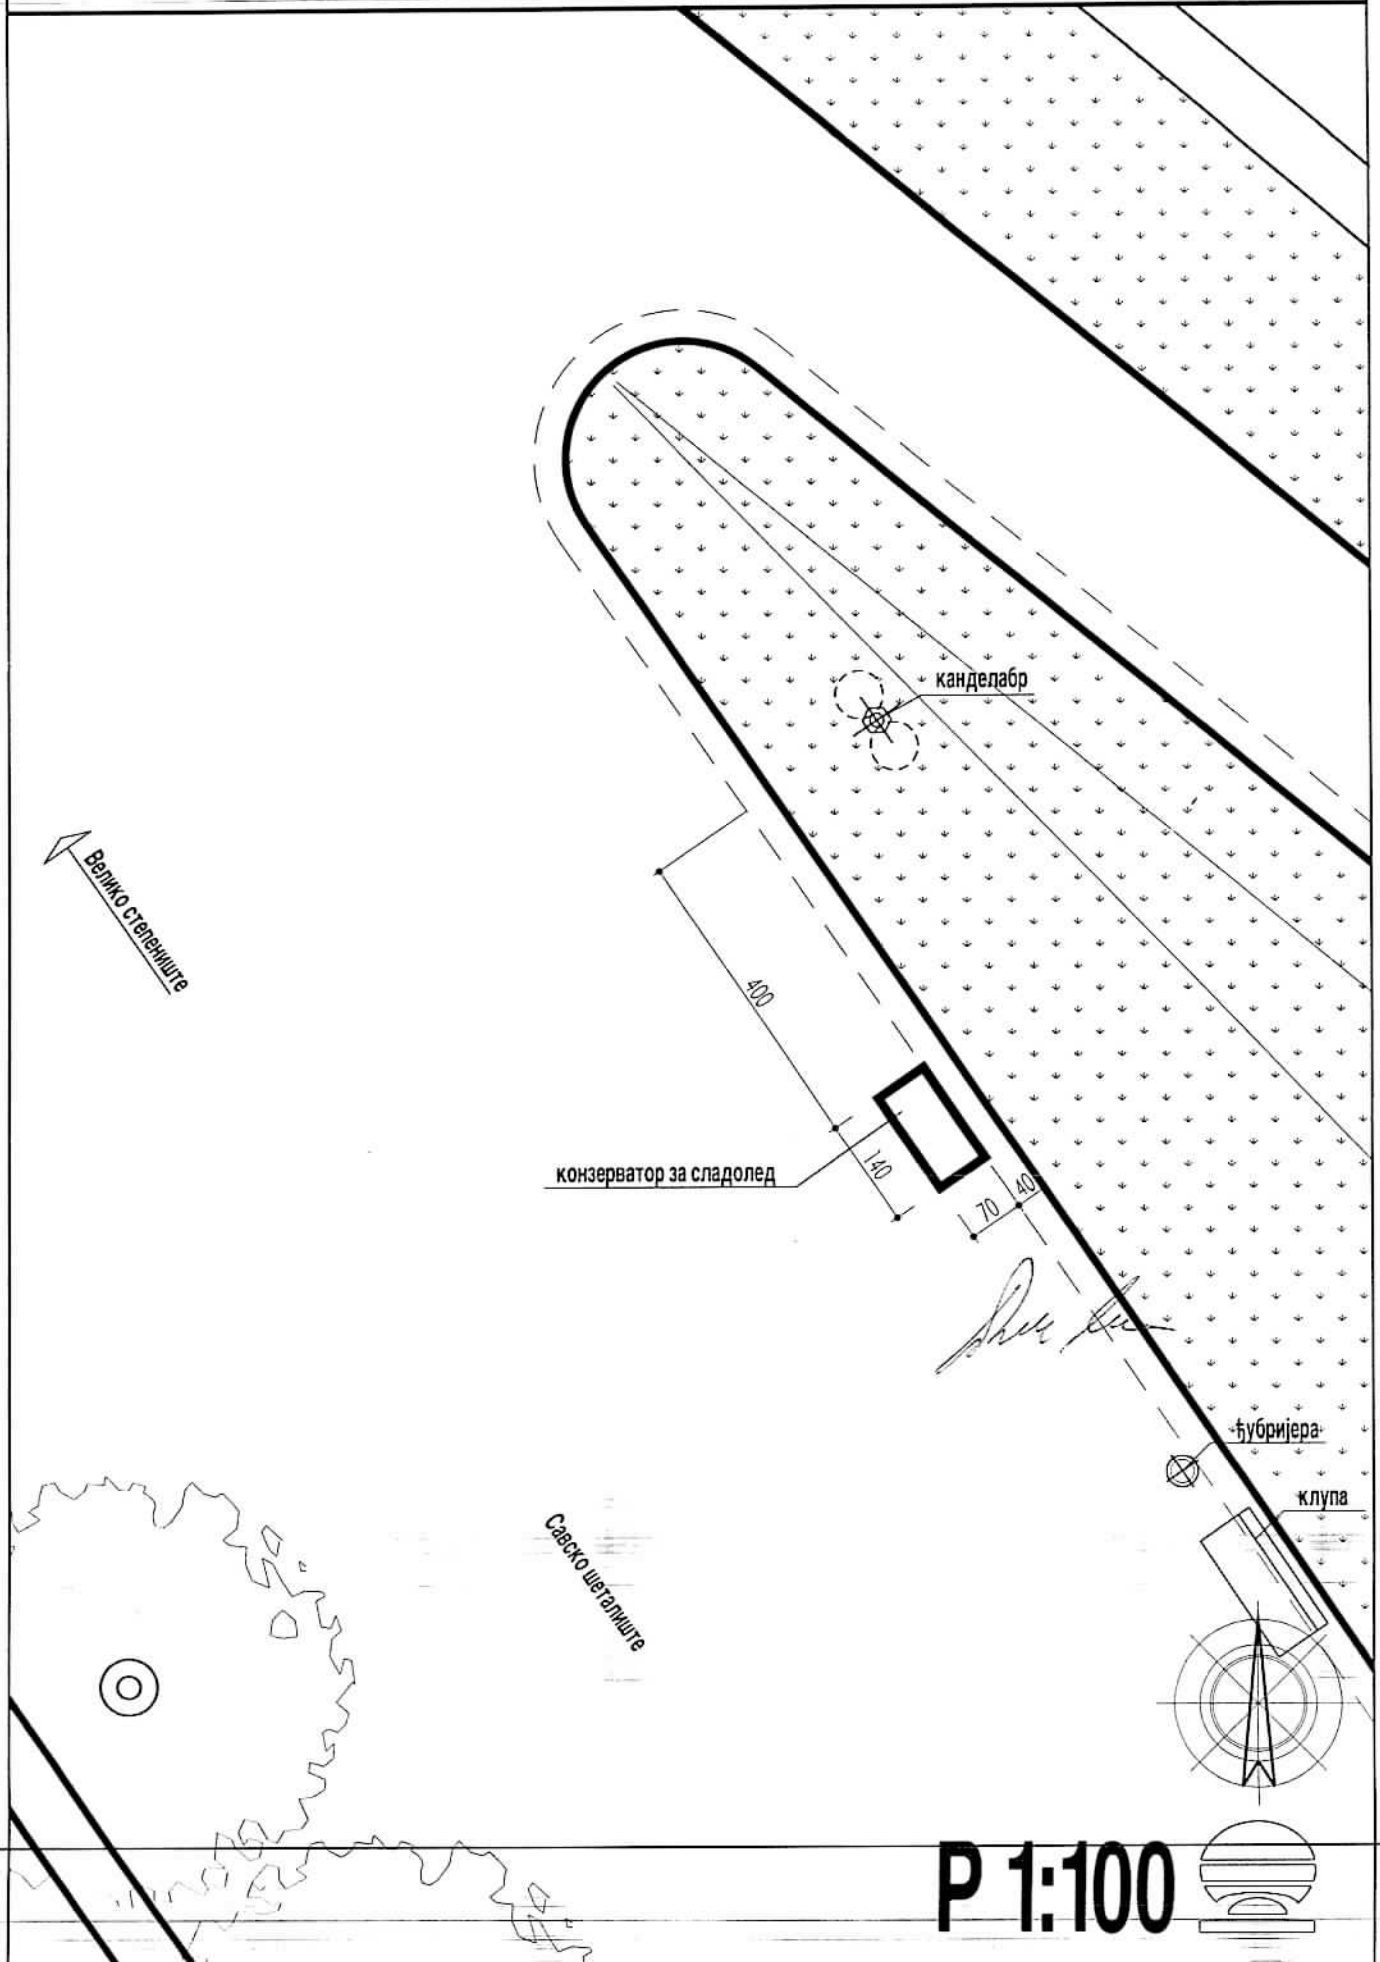 канделабр
Велико степениште
400
конзерватор за сладолед
140
70
40
ђубријера
клупа
Савско шеталиште
Р 1:100